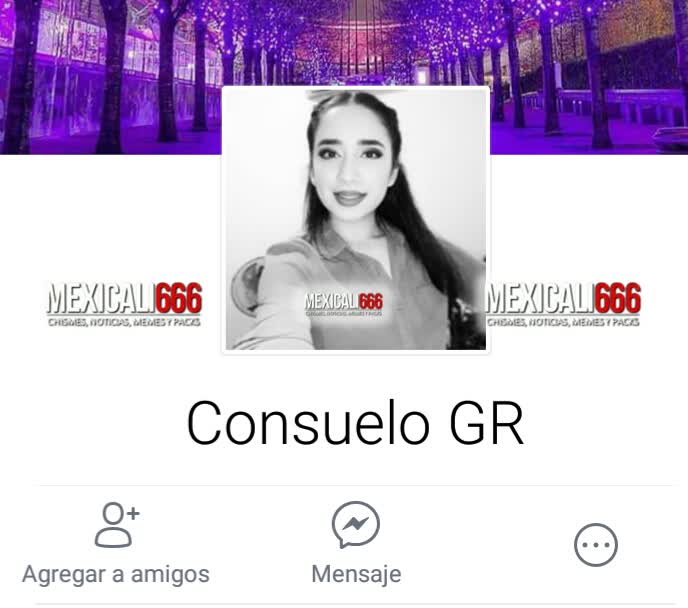 MEXICALI666
CHISMES, NOTICIAS, MEMES Y PACKS
MEXICALI666
CHISMES, NOTICIAS, MEMES Y PACKS
MEXICALI666
CHISMES, NOTICIAS, MEMES Y PACKS
Consuelo GR
Agregar a amigos
Mensaje